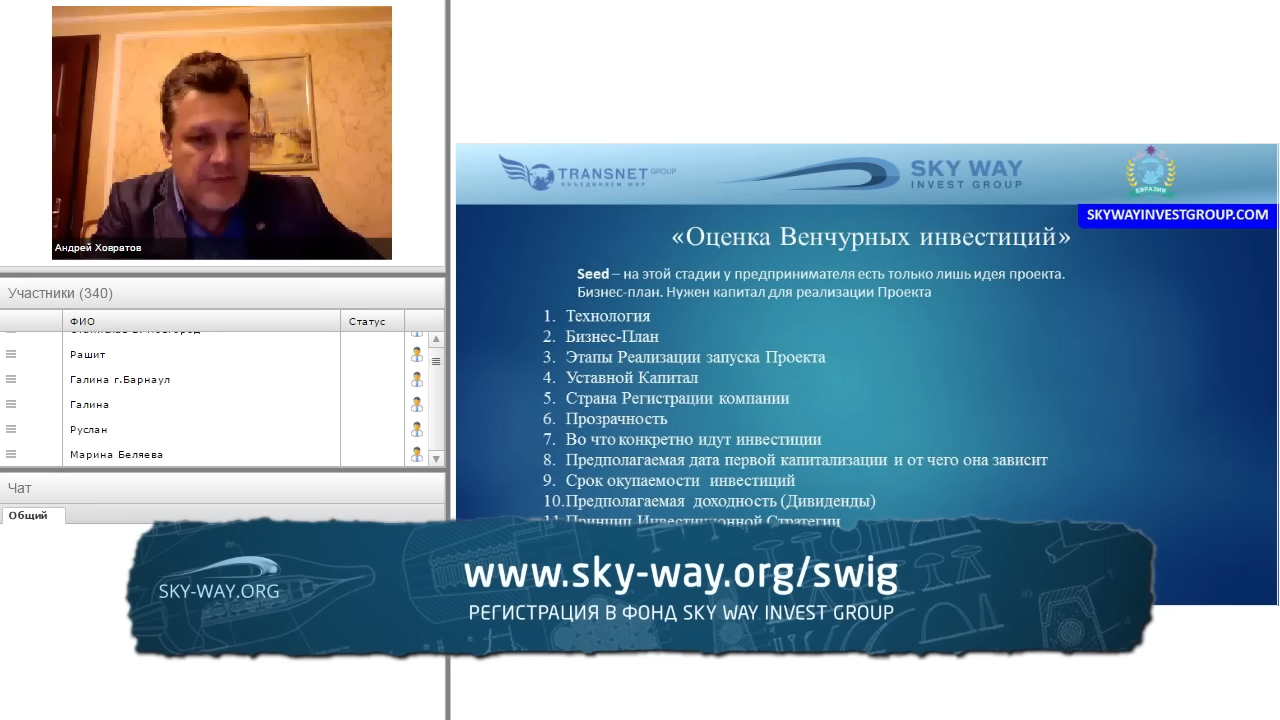 Андрей Ховратов
Участники (340)
ФИО Статус
Рашит
Галина г.Барнаул
Галина
Руслан
Марина Беляева
Чат
Общий
TRANSNET GROUP
ОБЪЕДИНЯЕМ МИР
SKY WAY
INVEST GROUP
ЕВРАЗИЯ
SKYWAYINVESTGROUP.COM
«Оценка Венчурных инвестиций»
Seed – на этой стадии у предпринимателя есть только лишь идея проекта.
Бизнес-план. Нужен капитал для реализации Проекта
1. Технология
2. Бизнес-План
3. Этапы Реализации запуска Проекта
4. Уставной Капитал
5. Страна Регистрации компании
6. Прозрачность
7. Во что конкретно идут инвестиции
8. Предполагаемая дата первой капитализации и от чего она зависит
9. Срок окупаемости инвестиций
10.Предполагаемая доходность (Дивиденды)
11.Принцип Инвестиционной Стратегии
SKY-WAY.ORG
www.sky-way.org/swig
РЕГИСТРАЦИЯ В ФОНД SKY WAY INVEST GROUP